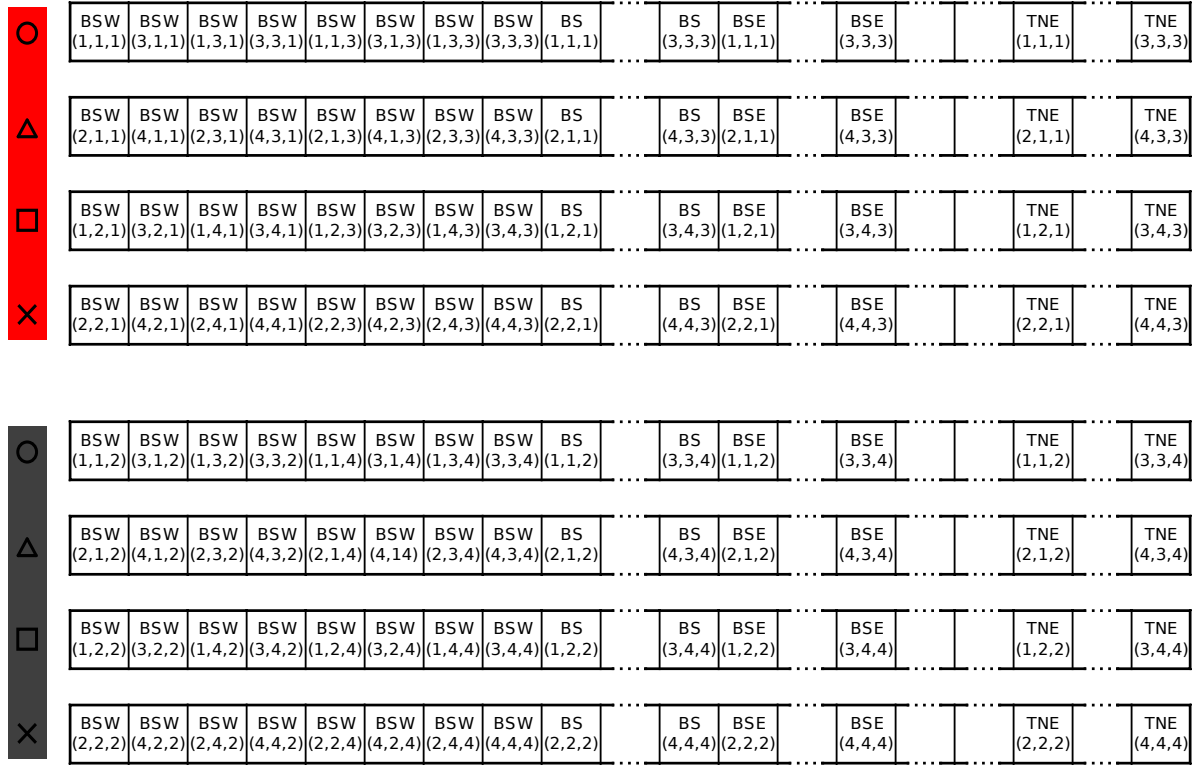 BSW BSW BSW BSW BSW BSW BSW BSW BS BS BSE BSE TNE TNE
(1,1,1) (3,1,1) (1,3,1) (3,3,1) (1,1,3) (3,1,3) (1,3,3) (3,3,3) (1,1,1) (3,3,3) (1,1,1) (3,3,3) (1,1,1) (3,3,3)
BSW BSW BSW BSW BSW BSW BSW BSW BS BS BSE BSE TNE TNE
(2,1,1) (4,1,1) (2,3,1) (4,3,1) (2,1,3) (4,1,3) (2,3,3) (4,3,3) (2,1,1) (4,3,3) (2,1,1) (4,3,3) (2,1,1) (4,3,3)
BSW BSW BSW BSW BSW BSW BSW BSW BS BS BSE BSE TNE TNE
(1,2,1) (3,2,1) (1,4,1) (3,4,1) (1,2,3) (3,2,3) (1,4,3) (3,4,3) (1,2,1) (3,4,3) (1,2,1) (3,4,3) (1,2,1) (3,4,3)
BSW BSW BSW BSW BSW BSW BSW BSW BS BS BSE BSE TNE TNE
(2,2,1) (4,2,1) (2,4,1) (4,4,1) (2,2,3) (4,2,3) (2,4,3) (4,4,3) (2,2,1) (4,4,3) (2,2,1) (4,4,3) (2,2,1) (4,4,3)
BSW BSW BSW BSW BSW BSW BSW BSW BS BS BSE BSE TNE TNE
(1,1,2) (3,1,2) (1,3,2) (3,3,2) (1,1,4) (3,1,4) (1,3,4) (3,3,4) (1,1,2) (3,3,4) (1,1,2) (3,3,4) (1,1,2) (3,3,4)
BSW BSW BSW BSW BSW BSW BSW BSW BS BS BSE BSE TNE TNE
(2,1,2) (4,1,2) (2,3,2) (4,3,2) (2,1,4) (4,14) (2,3,4) (4,3,4) (2,1,2) (4,3,4) (2,1,2) (4,3,4) (2,1,2) (4,3,4)
BSW BSW BSW BSW BSW BSW BSW BSW BS BS BSE BSE TNE TNE
(1,2,2) (3,2,2) (1,4,2) (3,4,2) (1,2,4) (3,2,4) (1,4,4) (3,4,4) (1,2,2) (3,4,4) (1,2,2) (3,4,4) (1,2,2) (3,4,4)
BSW BSW BSW BSW BSW BSW BSW BSW BS BS BSE BSE TNE TNE
(2,2,2) (4,2,2) (2,4,2) (4,4,2) (2,2,4) (4,2,4) (2,4,4) (4,4,4) (2,2,2) (4,4,4) (2,2,2) (4,4,4) (2,2,2) (4,4,4)